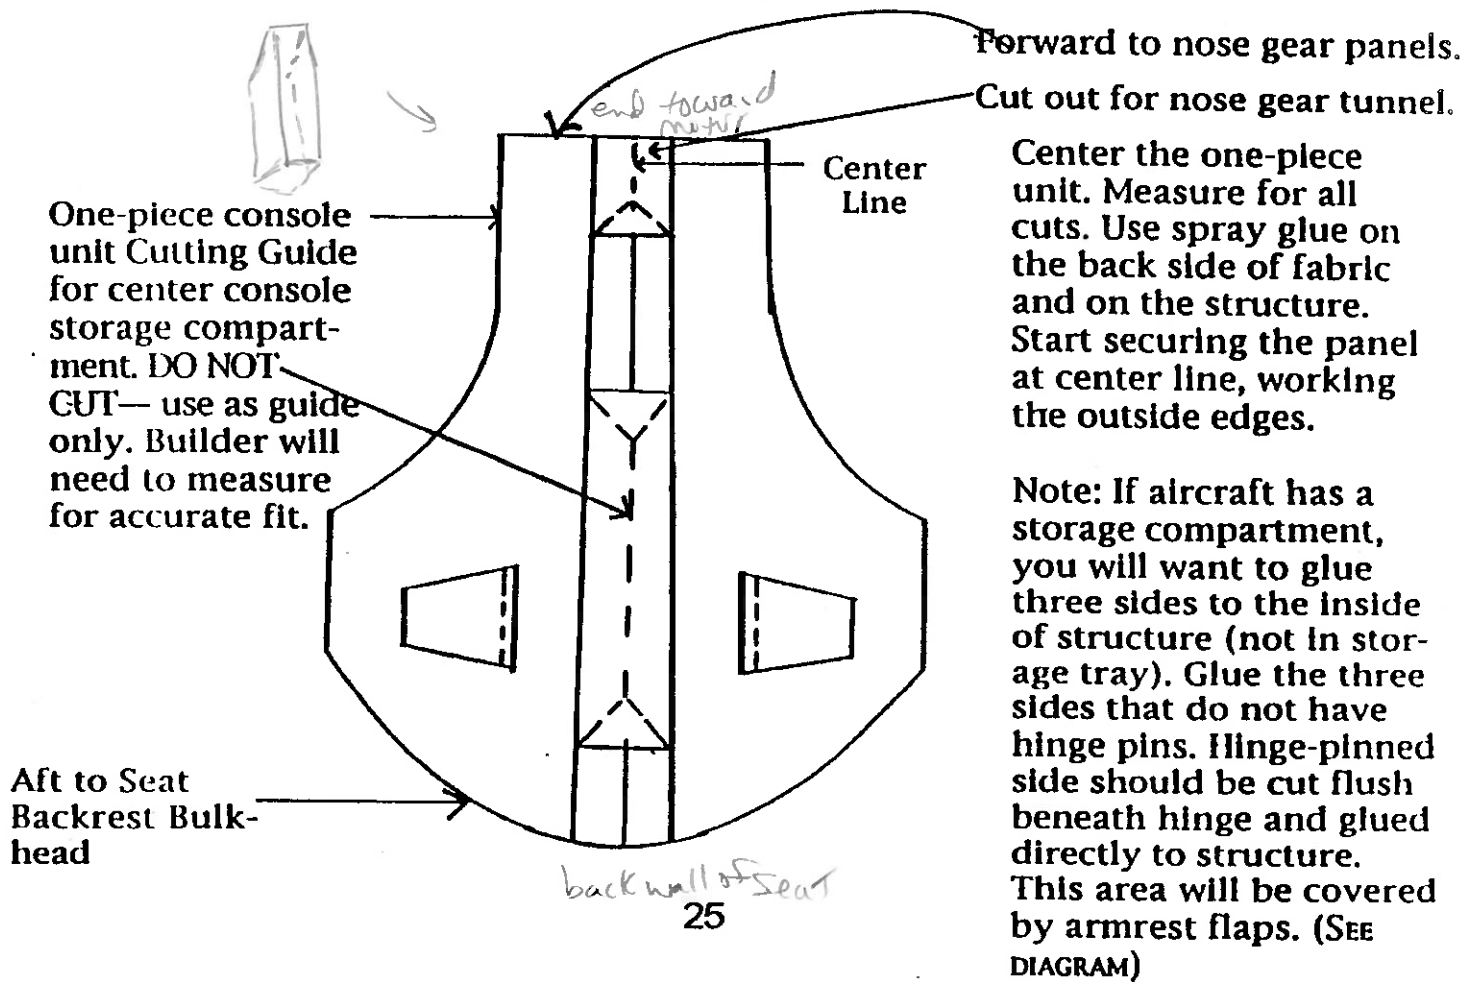 Forward to nose gear panels.
Cut out for nose gear tunnel.
end toward
motor
Center
Line
One-piece console
unit Cutting Guide
for center console
storage compart-
ment. DO NOT
CUT— use as guide
only. Builder will
need to measure
for accurate fit.
Aft to Seat
Backrest Bulk-
head
Center the one-piece
unit. Measure for all
cuts. Use spray glue on
the back side of fabric
and on the structure.
Start securing the panel
at center line, working
the outside edges.
Note: If aircraft has a
storage compartment,
you will want to glue
three sides to the inside
of structure (not in stor-
age tray). Glue the three
sides that do not have
hinge pins. Hinge-pinned
side should be cut flush
beneath hinge and glued
directly to structure.
This area will be covered
by armrest flaps. (SEE
DIAGRAM)
back wall of Seat
25